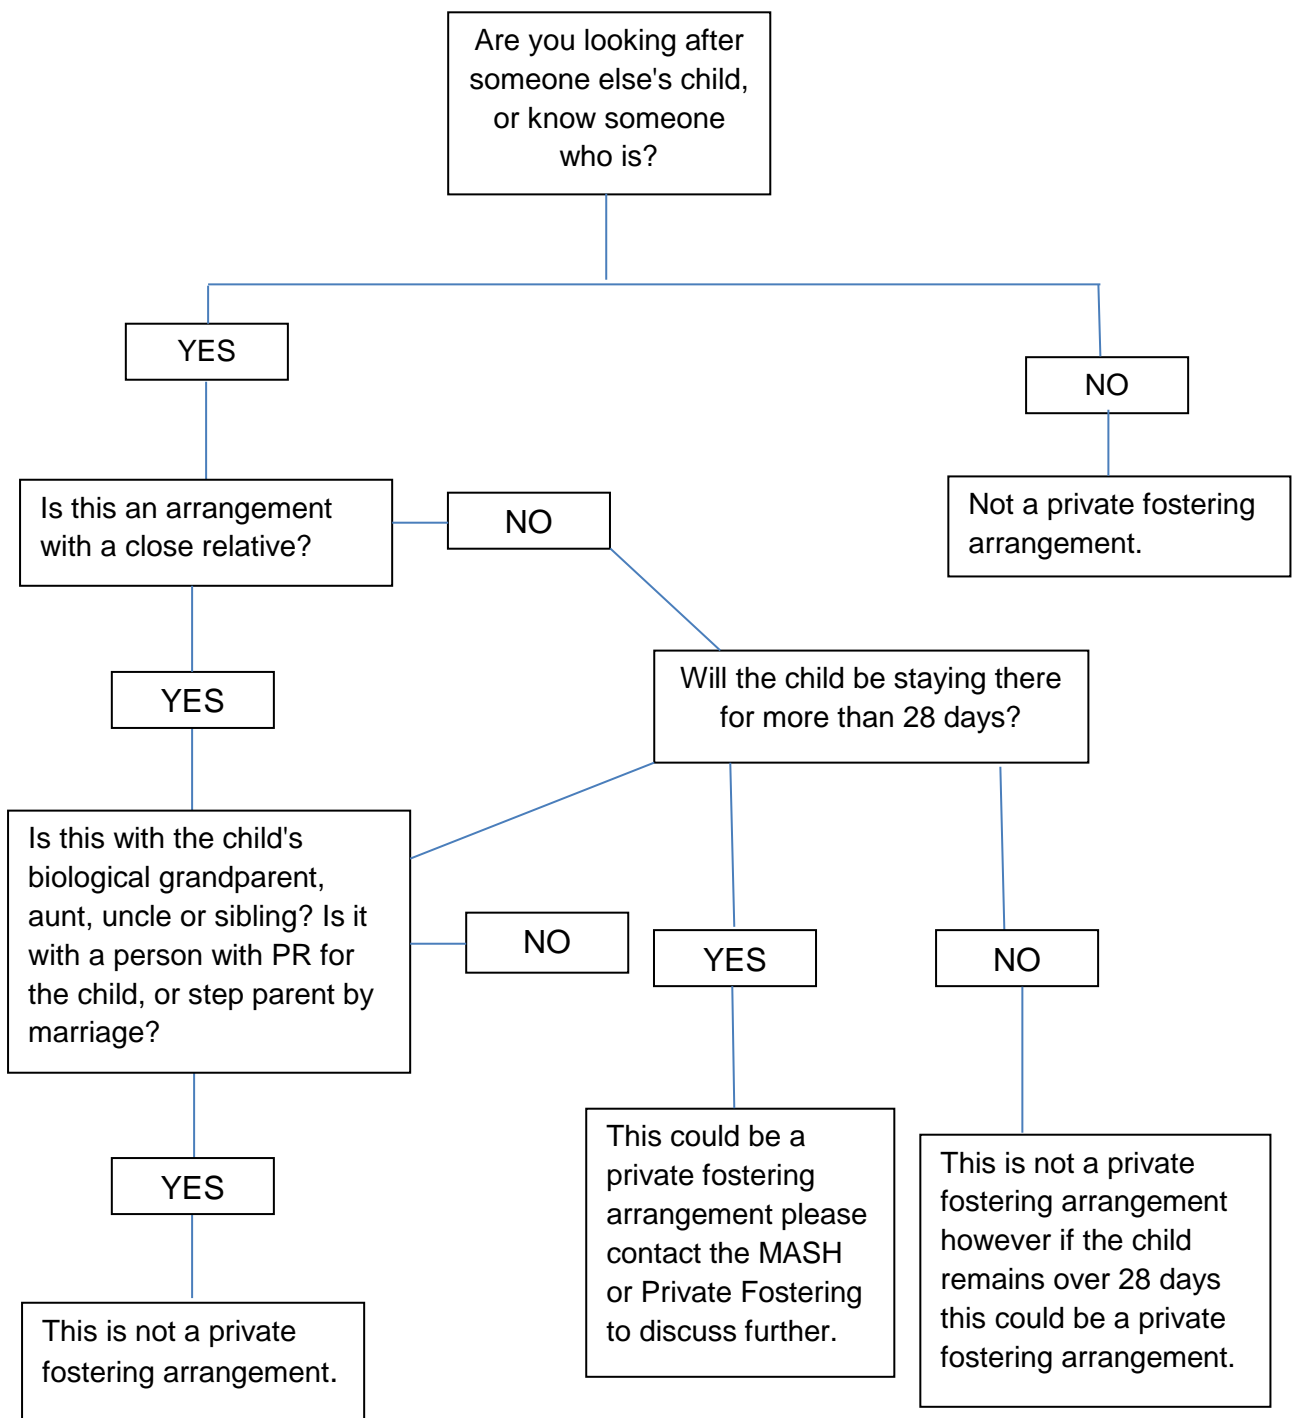 Are you looking after
someone else's child,
or know someone
who is?
YES
NO
Is this an arrangement
with a close relative?
NO
Not a private fostering
arrangement.
YES
Will the child be staying there
for more than 28 days?
Is this with the child's
biological grandparent,
aunt, uncle or sibling? Is it
with a person with PR for
the child, or step parent by
marriage?
NO
YES
NO
YES
This could be a
private fostering
arrangement please
contact the MASH
or Private Fostering
to discuss further.
This is not a private
fostering arrangement
however if the child
remains over 28 days
this could be a private
fostering arrangement.
This is not a private
fostering arrangement.